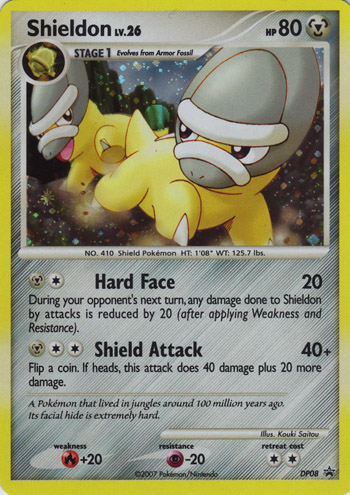 Shieldon LV.26 HP 80
STAGE 1 Evolves from Armor Fossil
NO. 410 Shield Pokémon HT: 1'08" WT: 125.7 lbs.
Hard Face 20
During your opponent's next turn, any damage done to Shieldon
by attacks is reduced by 20 (after applying Weakness and
Resistance).
Shield Attack 40+
Flip a coin. If heads, this attack does 40 damage plus 20 more
damage.
A Pokémon that lived in jungles around 100 million years ago.
Its facial hide is extremely hard.
Illus. Kouki Saitou
weakness resistance retreat cost
+20 -20
©2007 Pokémon/Nintendo DP08